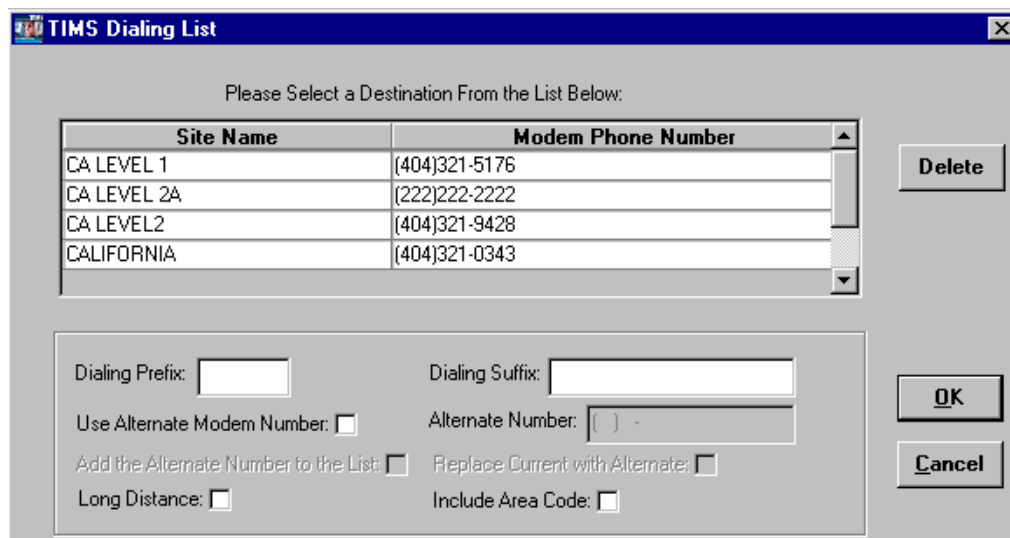 TIMS Dialing List
Please Select a Destination From the List Below:
Site Name Modem Phone Number
CA LEVEL 1 (404)321-5176
CA LEVEL 2A (222)222-2222
CA LEVEL2 (404)321-9428
CALIFORNIA (404)321-0343
Delete
Dialing Prefix: Dialing Suffix:
Use Alternate Modem Number: Alternate Number: ( ) -
Add the Alternate Number to the List: Replace Current with Alternate:
Long Distance: Include Area Code:
OK
Cancel